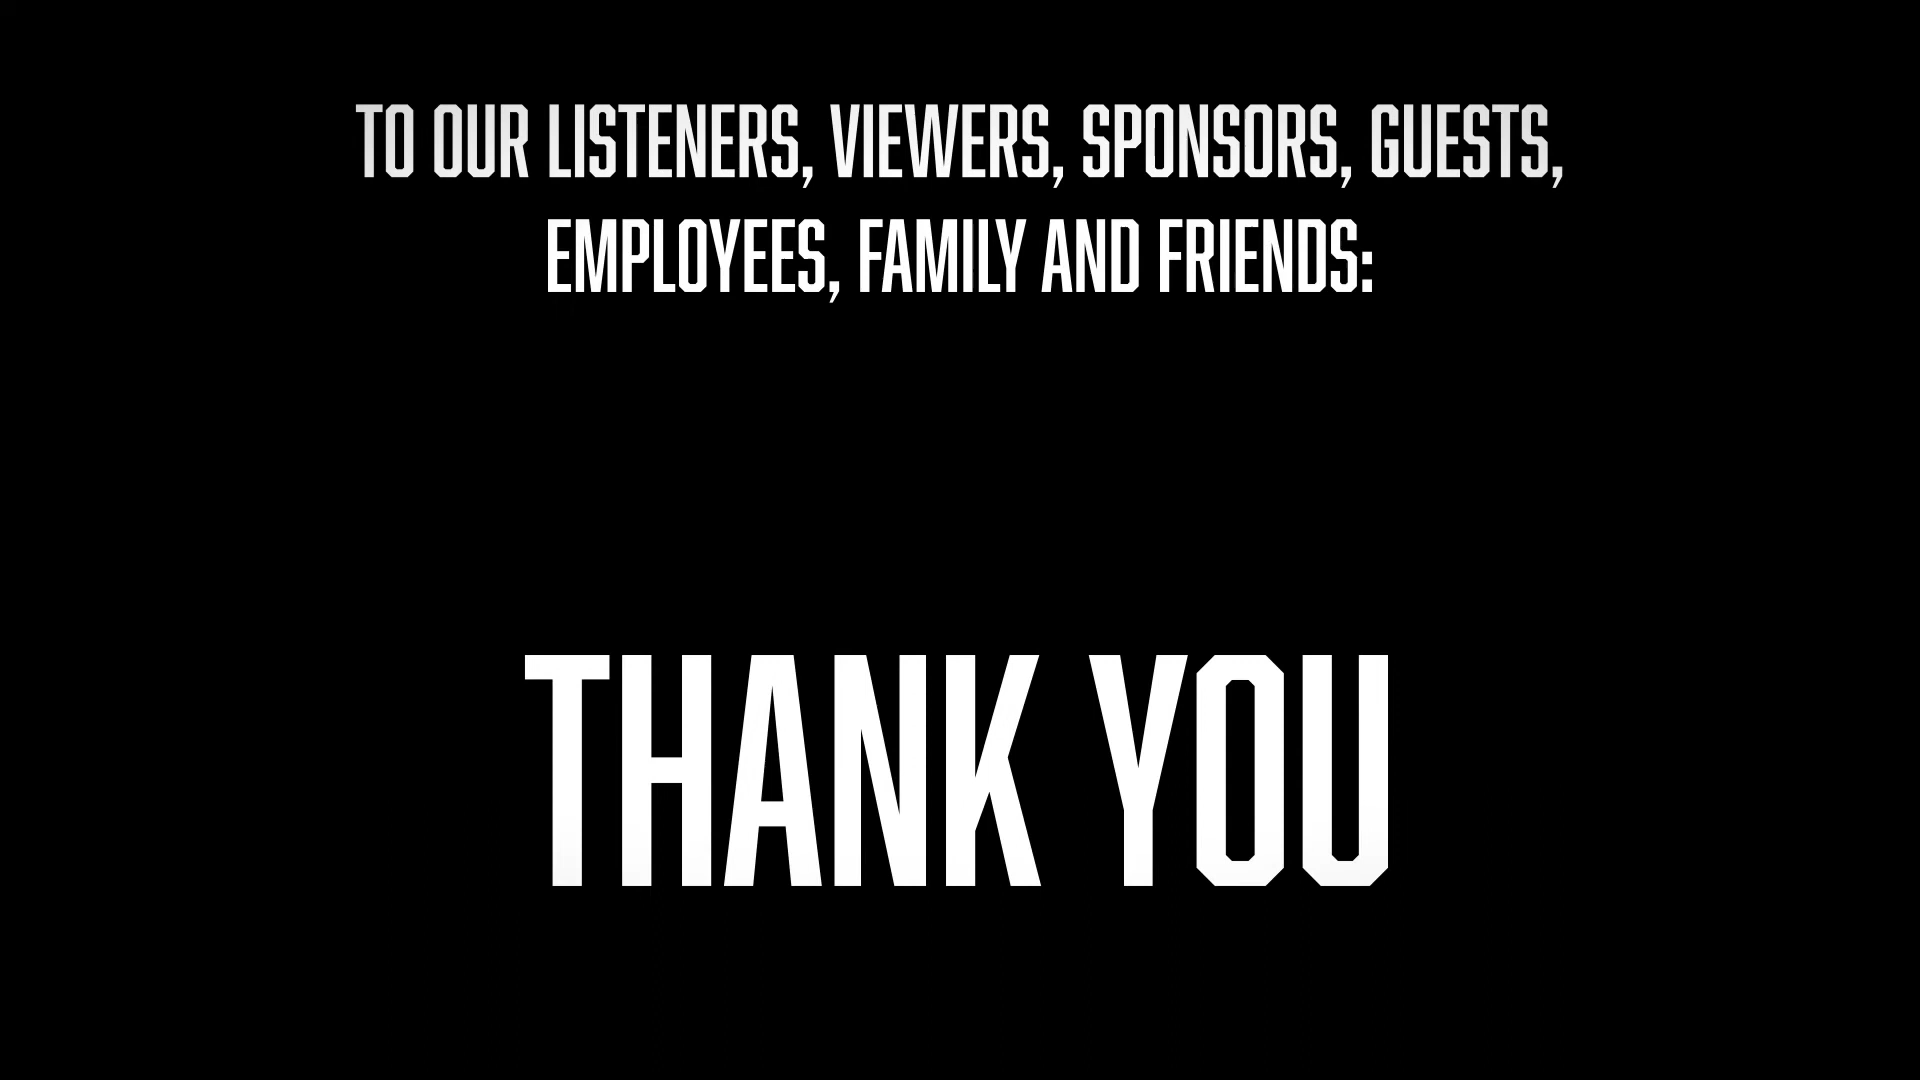 TO OUR LISTENERS, VIEWERS, SPONSORS, GUESTS,
EMPLOYEES, FAMILY AND FRIENDS:
THANK YOU